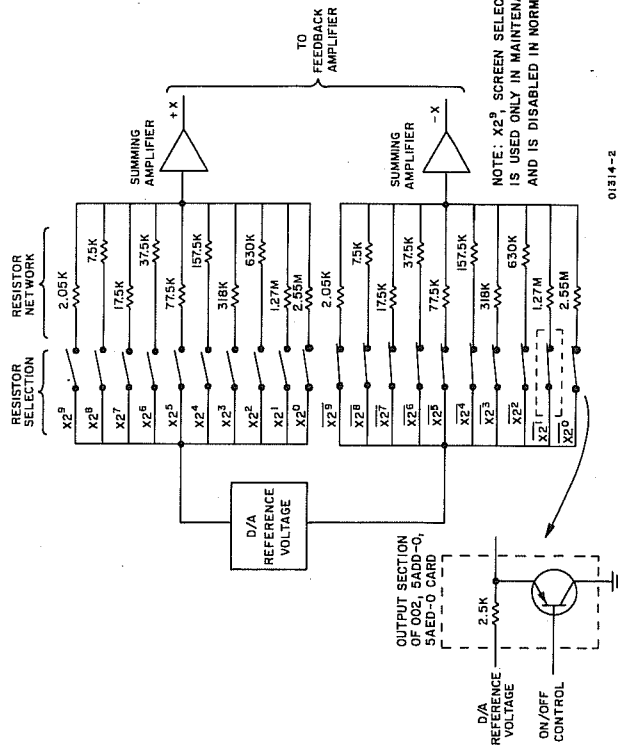 RESISTOR
SELECTION
RESISTOR
NETWORK
X2⁹
2.05K
X2⁸
7.5K
X2⁷
17.5K
X2⁶
37.5K
X2⁵
77.5K
X2⁴
157.5K
X2³
318K
X2²
630K
X2¹
1.27M
X2⁰
2.55M
SUMMING
AMPLIFIER
+X
TO
FEEDBACK
AMPLIFIER
D/A
REFERENCE
VOLTAGE
X2⁹
2.05K
X2⁸
7.5K
X2⁷
17.5K
X2⁶
37.5K
X2⁵
77.5K
X2⁴
157.5K
X2³
318K
X2²
630K
X2¹
1.27M
X2⁰
2.55M
SUMMING
AMPLIFIER
-X
NOTE: X2⁹, SCREEN SELEC
IS USED ONLY IN MAINTENA
AND IS DISABLED IN NORM
OUTPUT SECTION
OF 002, 5ADD-0,
5AED-0 CARD
D/A
REFERENCE
VOLTAGE
2.5K
ON/OFF
CONTROL
01314-2